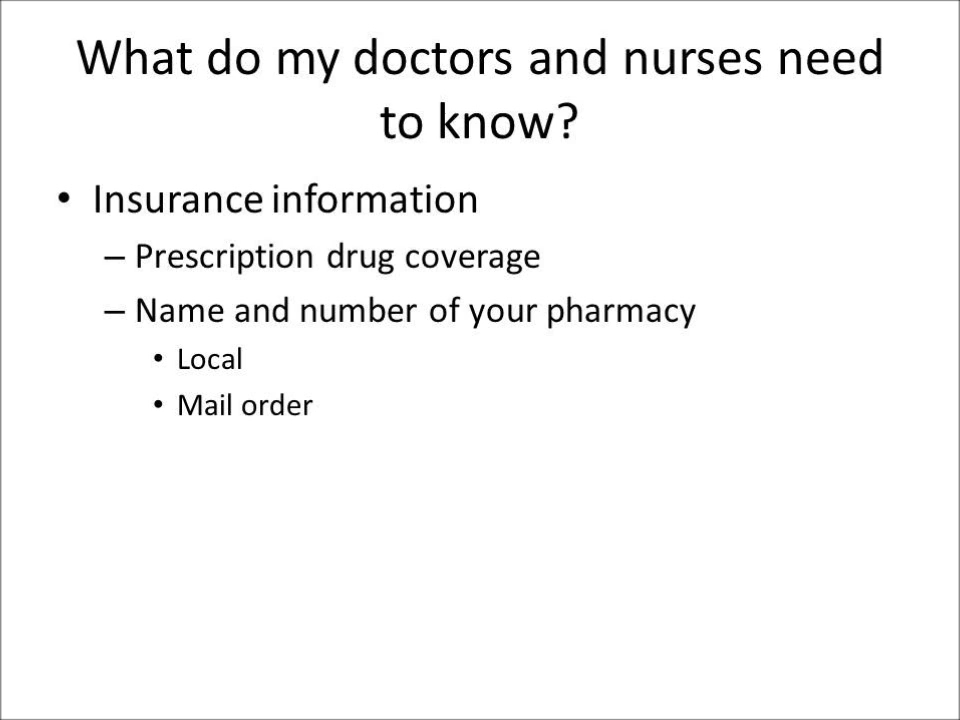 What do my doctors and nurses need
to know?
• Insurance information
– Prescription drug coverage
– Name and number of your pharmacy
• Local
• Mail order